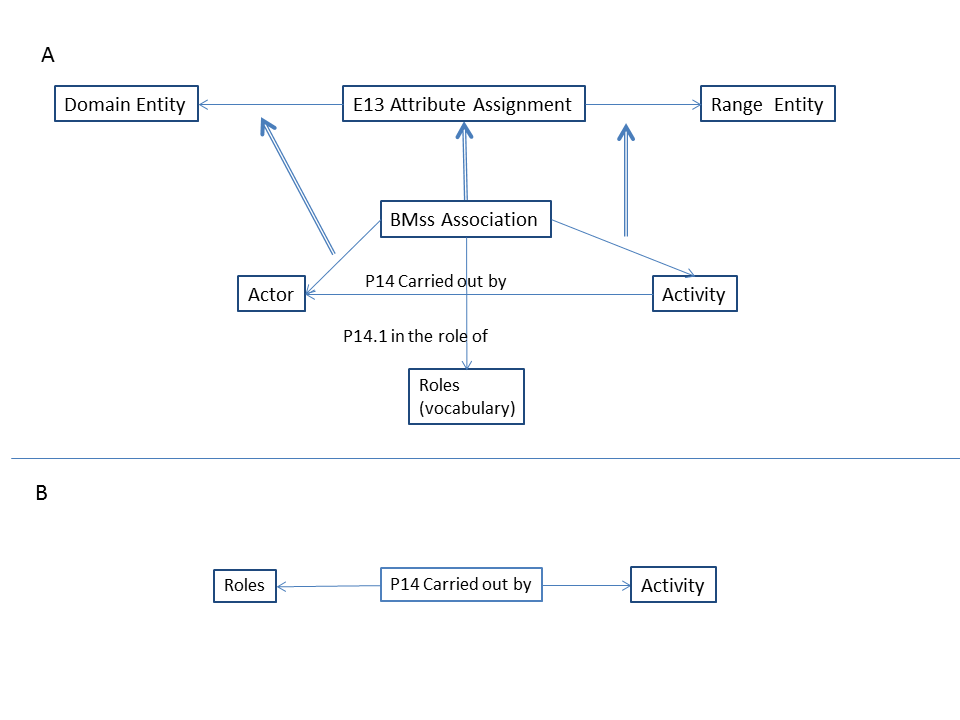 A
Domain Entity
E13 Attribute Assignment
Range Entity
BMss Association
P14 Carried out by
Actor
Activity
P14.1 in the role of
Roles
(vocabulary)
B
Roles
P14 Carried out by
Activity